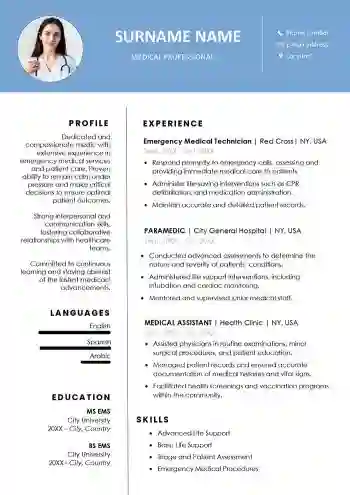 SURNAME NAME
MEDICAL PROFESSIONAL
Phone number
Location
PROFILE
Dedicated and
compassionate medic with
extensive experience in
emergency medical services
and patient care. Proven
ability to remain calm under
pressure and make critical
decisions to ensure optimal
patient outcomes.
Strong interpersonal and
communication skills,
fostering collaborative
relationships with healthcare
teams.
Committed to continuous
learning and staying abreast
of the latest medical
advancements.
LANGUAGES
English
Spanish
Arabic
EDUCATION
MS EMS
City University
20XX – City, Country
BS EMS
City University
20XX – City, Country
EXPERIENCE
Emergency Medical Technician | Red Cross| NY, USA
• Respond promptly to emergency calls, assessing and
providing immediate medical care to patients.
• Administer life-saving interventions such as CPR,
defibrillation, and medication administration.
• Maintain accurate and detailed patient records.
PARAMEDIC | City General Hospital | NY, USA
• Conducted advanced assessments to determine the
nature and severity of patients' conditions.
• Administered life support interventions, including
intubation and cardiac monitoring.
• Mentored and supervised junior medical staff.
MEDICAL ASSISTANT | Health Clinic | NY, USA
• Assisted physicians in routine examinations, minor
surgical procedures, and patient education.
• Managed patient records and ensured accurate
documentation of medical histories and vital signs.
• Facilitated health screenings and vaccination programs
within the community.
SKILLS
• Advanced Life Support
• Basic Life Support
• Triage and Patient Assessment
• Emergency Medical Procedures